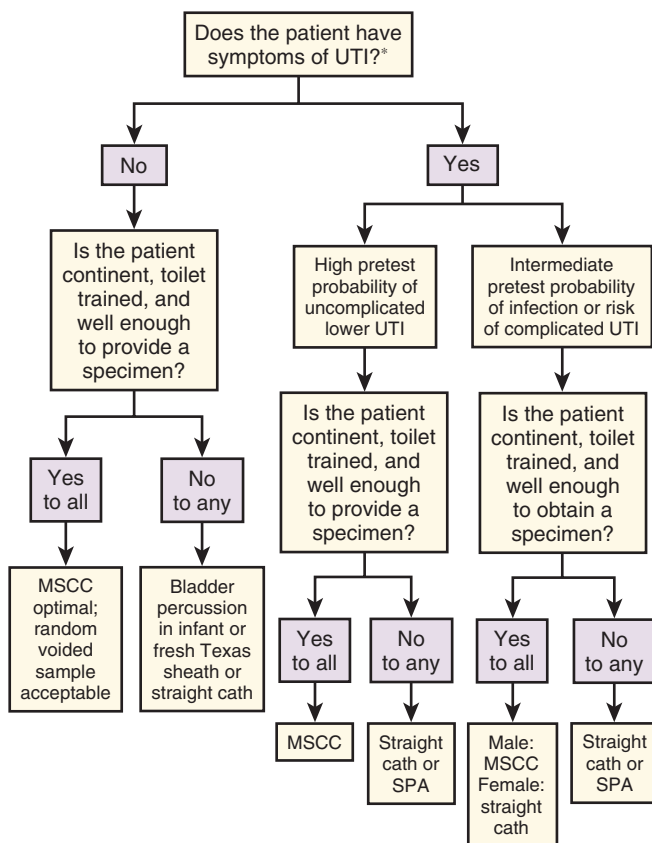 Does the patient have
symptoms of UTI?*
No
Yes
Is the patient
continent, toilet
trained, and
well enough
to provide a
specimen?
High pretest
probability of
uncomplicated
lower UTI
Intermediate
pretest probability
of infection or risk
of complicated UTI
Is the patient
continent, toilet
trained, and
well enough
to provide a
specimen?
Is the patient
continent, toilet
trained, and
well enough
to obtain a
specimen?
Yes
to all
No
to any
MSCC
optimal;
random
voided
sample
acceptable
Bladder
percussion
in infant or
fresh Texas
sheath or
straight cath
Yes
to all
No
to any
Yes
to all
No
to any
MSCC
Straight
cath or
SPA
Male:
MSCC
Female:
straight
cath
Straight
cath or
SPA